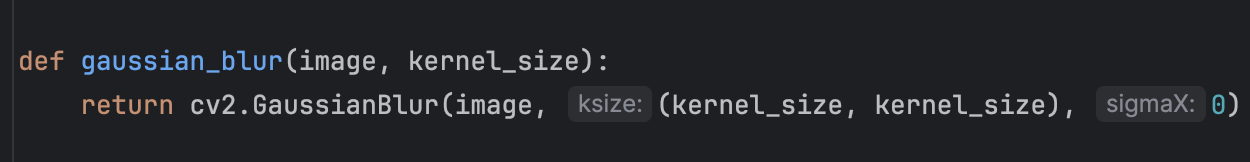 def gaussian_blur(image, kernel_size):
    return cv2.GaussianBlur(image, ksize: (kernel_size, kernel_size), sigmaX: 0)